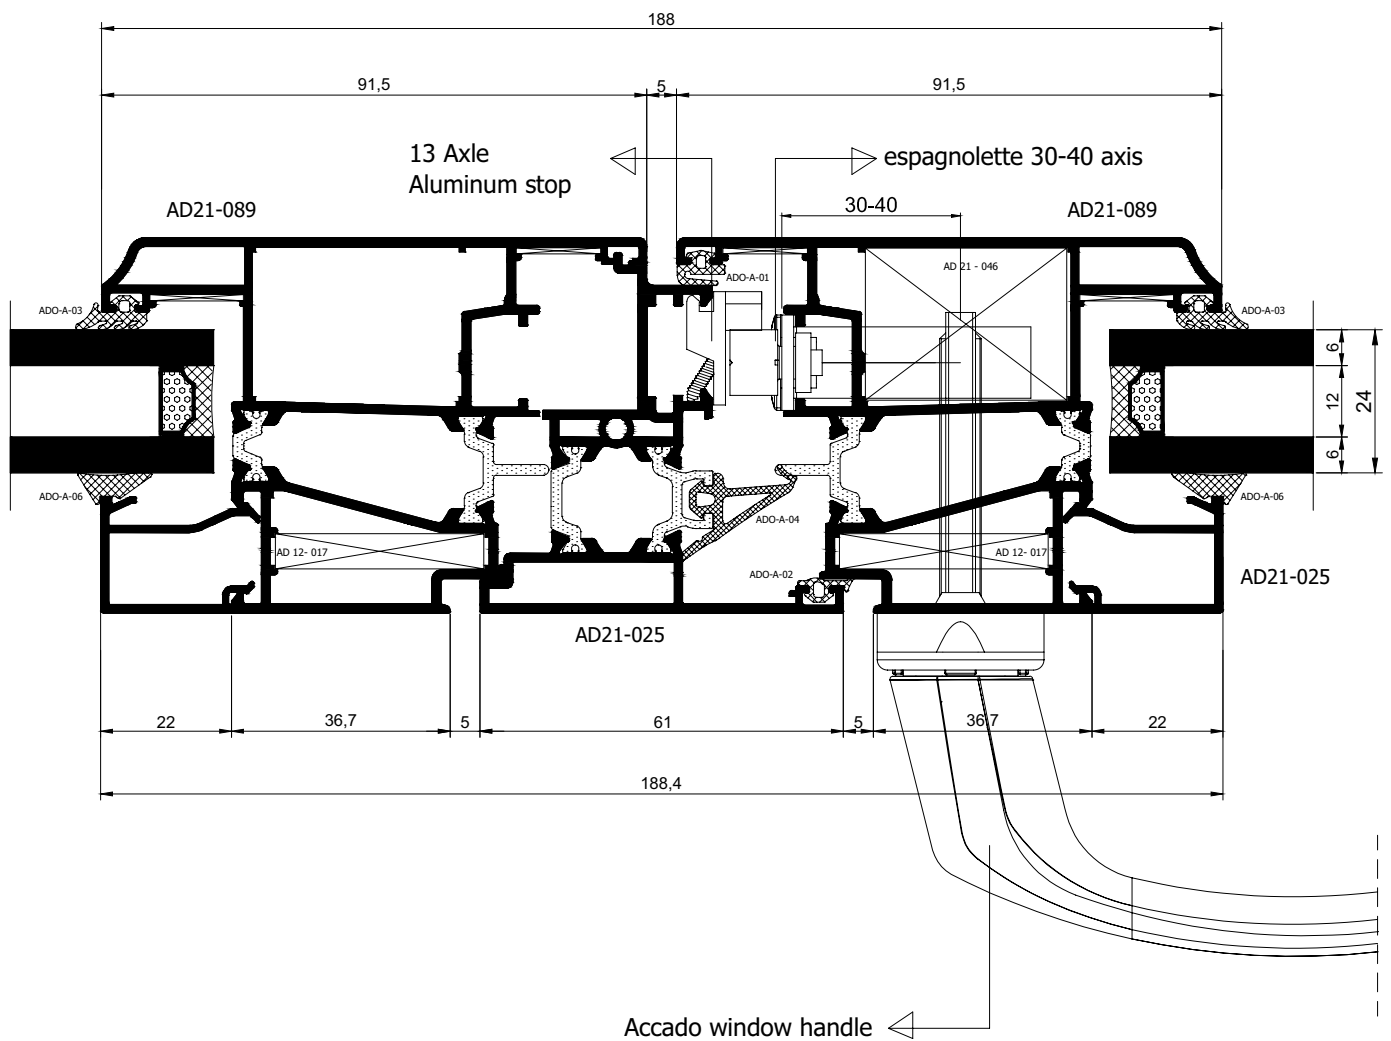 188
91,5
5
91,5
13 Axle
Aluminum stop
espagnolette 30-40 axis
AD21-089
30-40
AD21-089
ADO-A-01
AD 21 - 046
ADO-A-03
ADO-A-03
6
12
24
6
ADO-A-06
ADO-A-06
ADO-A-04
AD 12- 017
AD 12- 017
ADO-A-02
AD21-025
AD21-025
22
36,7
5
61
5
36,7
22
188,4
Accado window handle